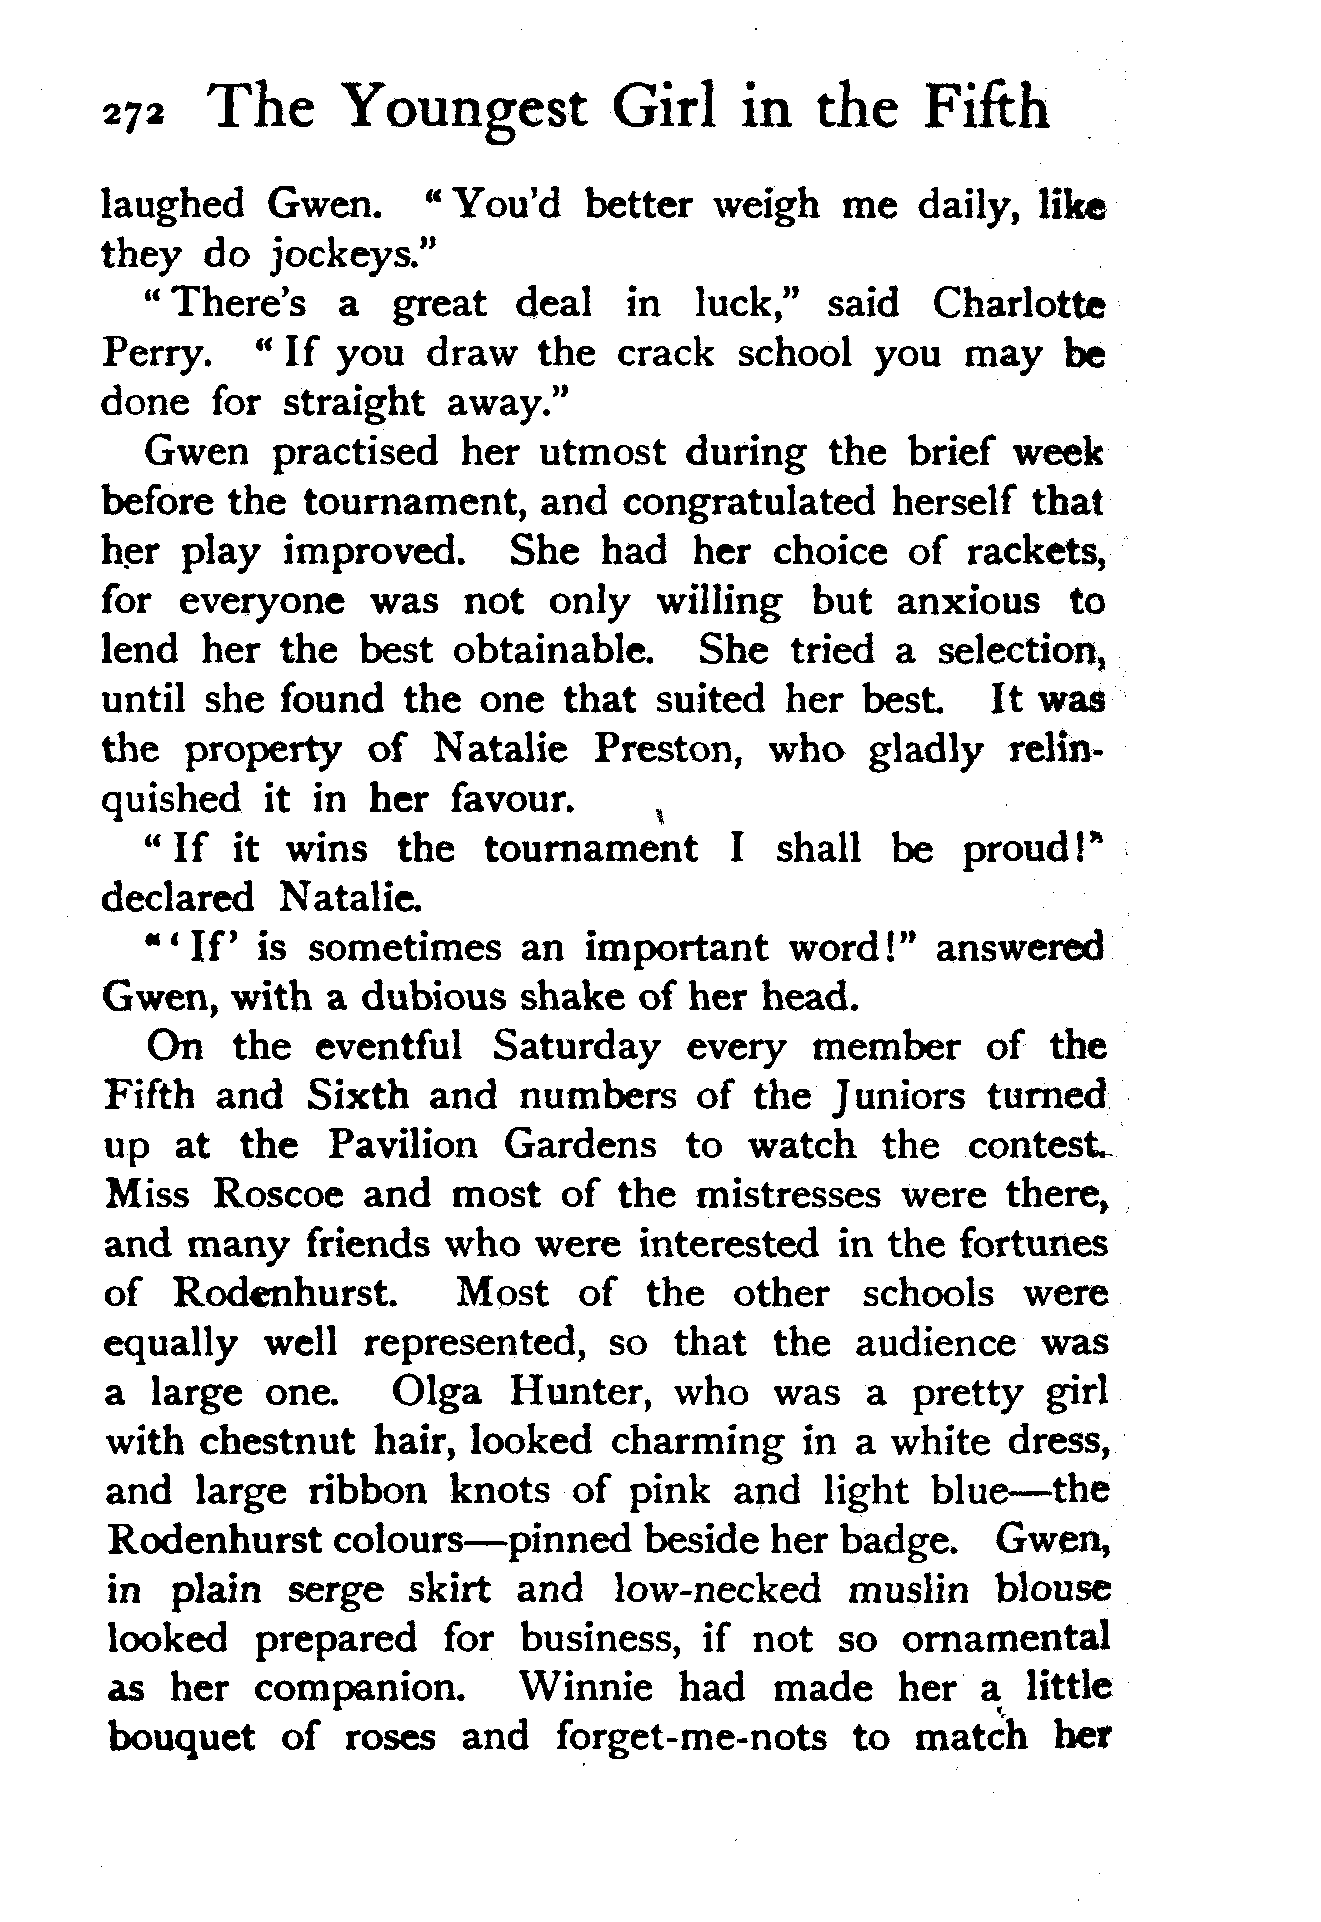 272 The Youngest Girl in the Fifth
laughed Gwen. "You'd better weigh me daily, like
they do jockeys."
"There's a great deal in luck," said Charlotte
Perry. "If you draw the crack school you may be
done for straight away."
Gwen practised her utmost during the brief week
before the tournament, and congratulated herself that
her play improved. She had her choice of rackets,
for everyone was not only willing but anxious to
lend her the best obtainable. She tried a selection,
until she found the one that suited her best. It was
the property of Natalie Preston, who gladly relin-
quished it in her favour.
"If it wins the tournament I shall be proud!"
declared Natalie.
"'If' is sometimes an important word!" answered
Gwen, with a dubious shake of her head.
On the eventful Saturday every member of the
Fifth and Sixth and numbers of the Juniors turned
up at the Pavilion Gardens to watch the contest.
Miss Roscoe and most of the mistresses were there,
and many friends who were interested in the fortunes
of Rodenhurst. Most of the other schools were
equally well represented, so that the audience was
a large one. Olga Hunter, who was a pretty girl
with chestnut hair, looked charming in a white dress,
and large ribbon knots of pink and light blue—the
Rodenhurst colours—pinned beside her badge. Gwen,
in plain serge skirt and low-necked muslin blouse
looked prepared for business, if not so ornamental
as her companion. Winnie had made her a little
bouquet of roses and forget-me-nots to match her